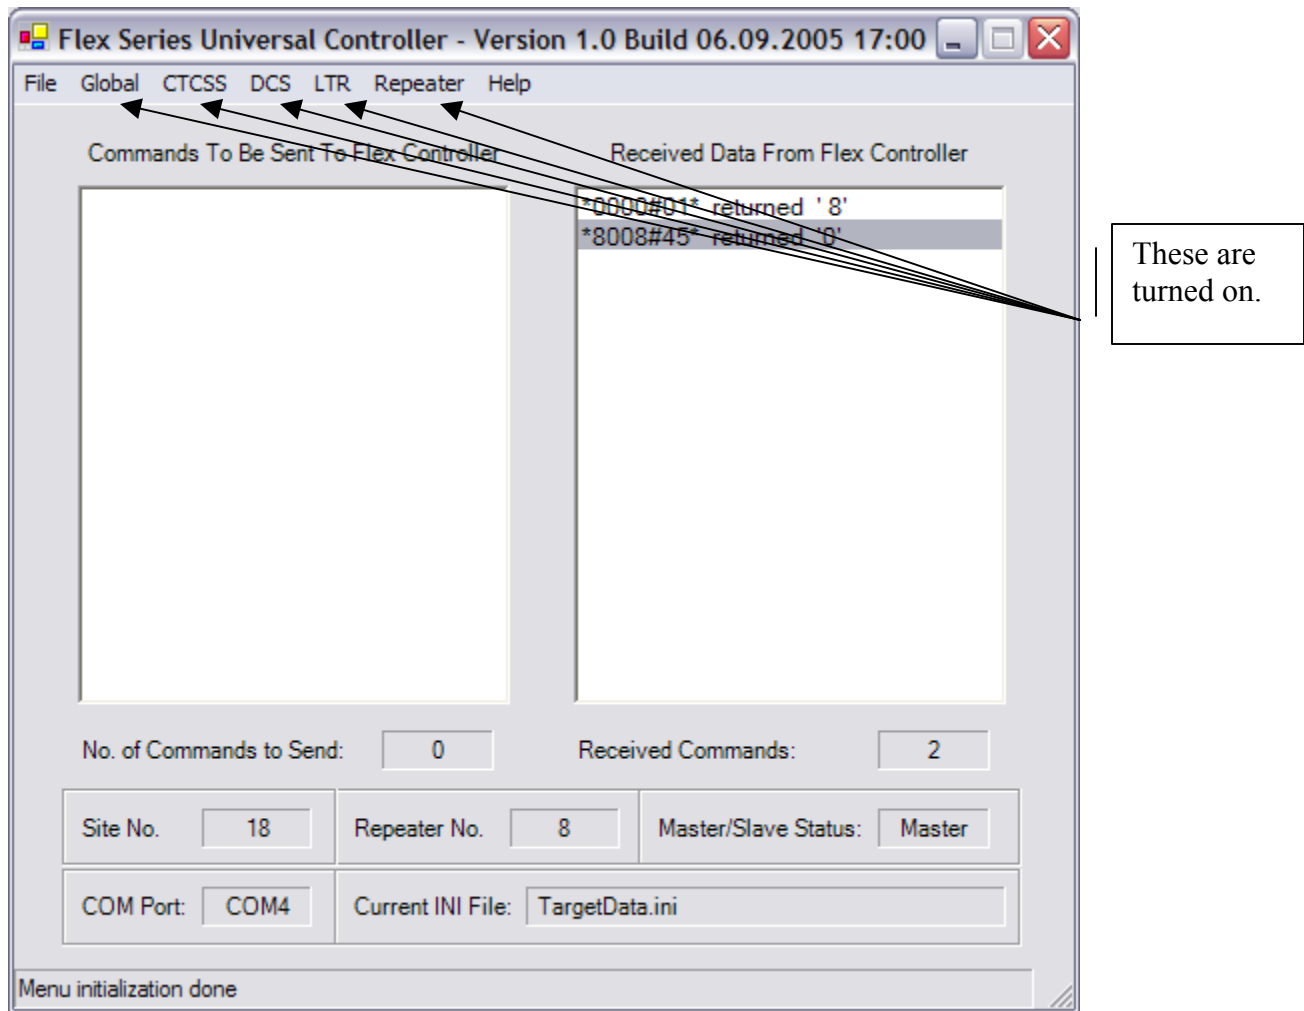 Flex Series Universal Controller - Version 1.0 Build 06.09.2005 17:00
File Global CTCSS DCS LTR Repeater Help
Commands To Be Sent To Flex Controller
Received Data From Flex Controller
*0000#01* returned ' 8'
*8008#45* returned '0'
These are
turned on.
No. of Commands to Send: 0
Received Commands: 2
Site No. 18
Repeater No. 8
Master/Slave Status: Master
COM Port: COM4
Current INI File: TargetData.ini
Menu initialization done